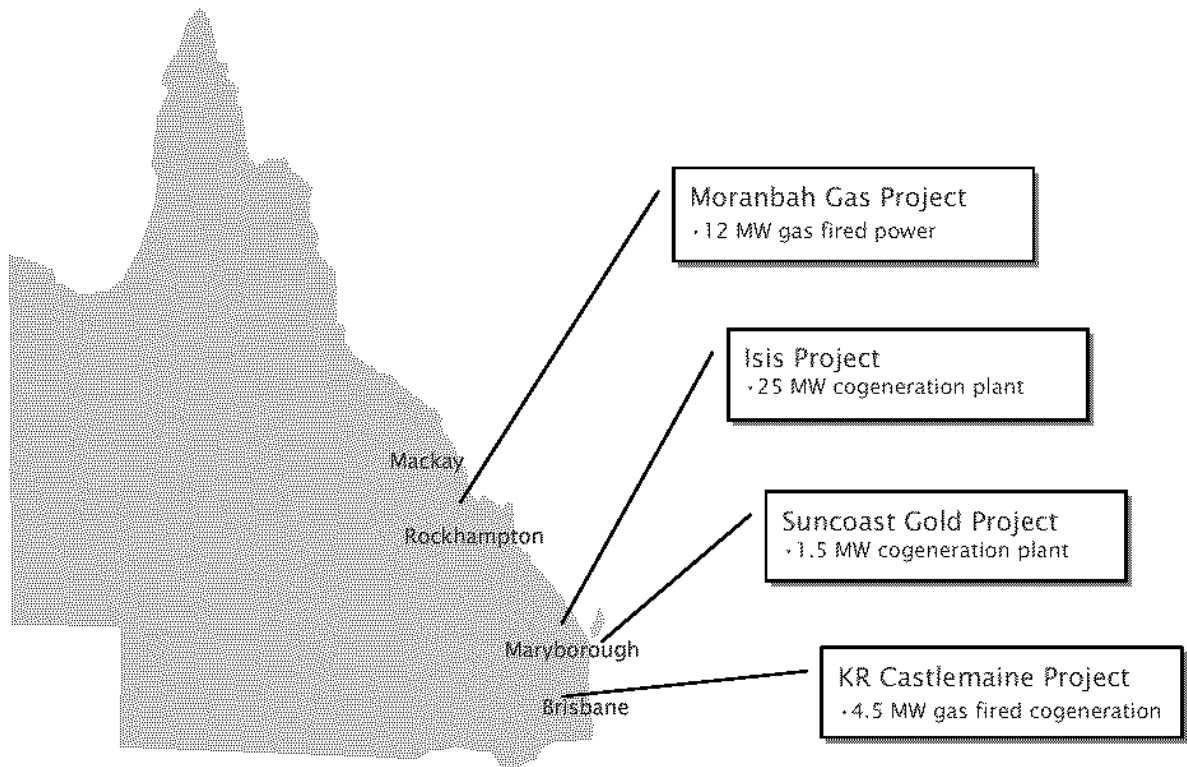 Moranbah Gas Project
·12 MW gas fired power
Isis Project
·25 MW cogeneration plant
Mackay
Suncoast Gold Project
·1.5 MW cogeneration plant
Rockhampton
Maryborough
KR Castlemaine Project
·4.5 MW gas fired cogeneration
Brisbane